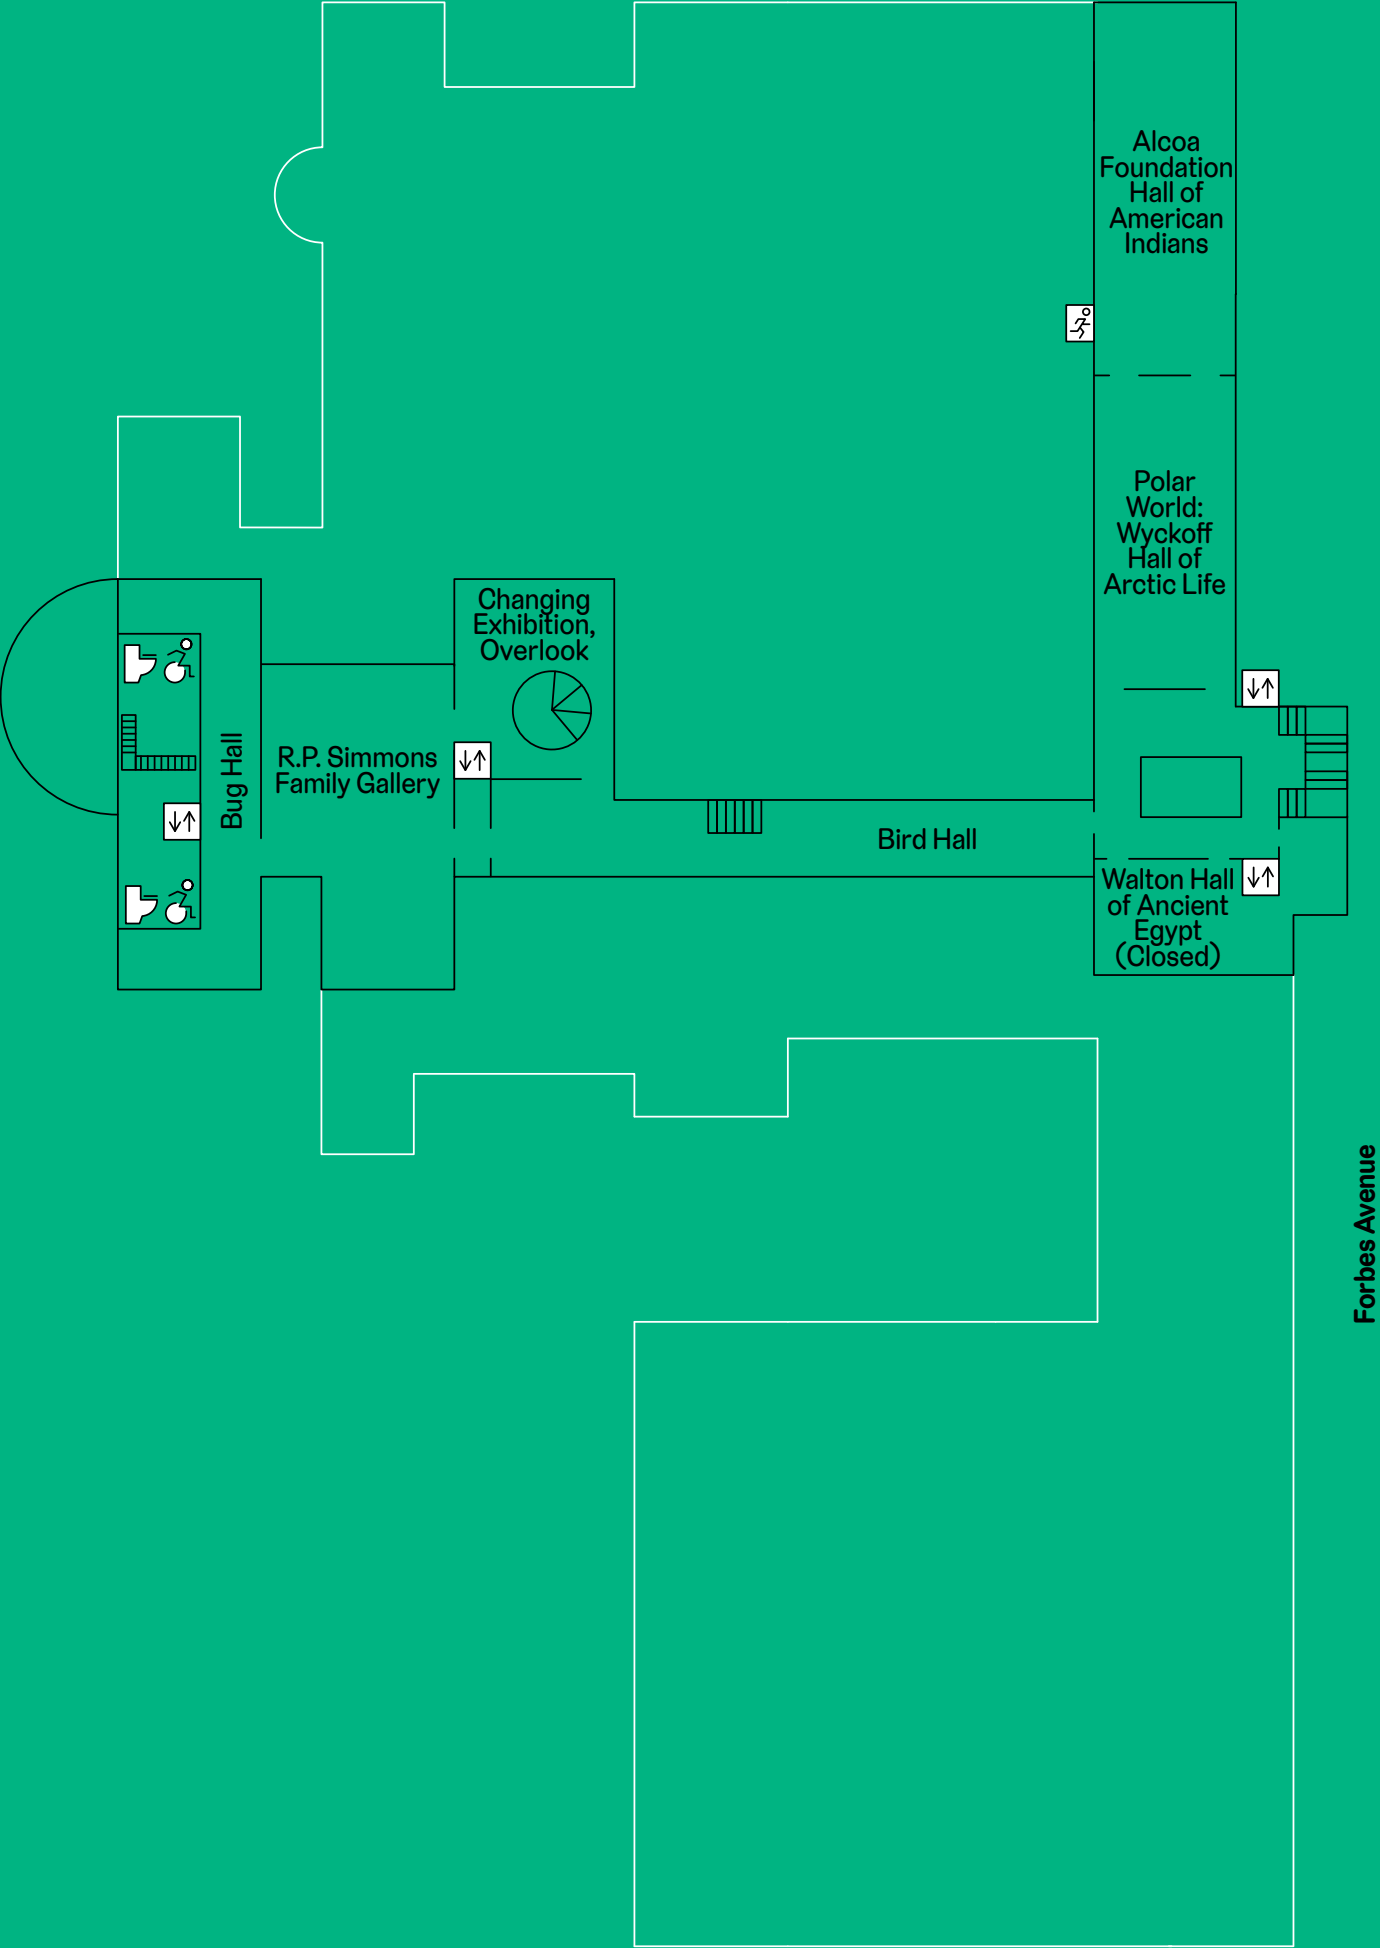 Alcoa
Foundation
Hall of
American
Indians
Polar
World:
Wyckoff
Hall of
Arctic Life
Changing
Exhibition,
Overlook
R.P. Simmons
Family Gallery
Bug Hall
Bird Hall
Walton Hall
of Ancient
Egypt
(Closed)
Forbes Avenue